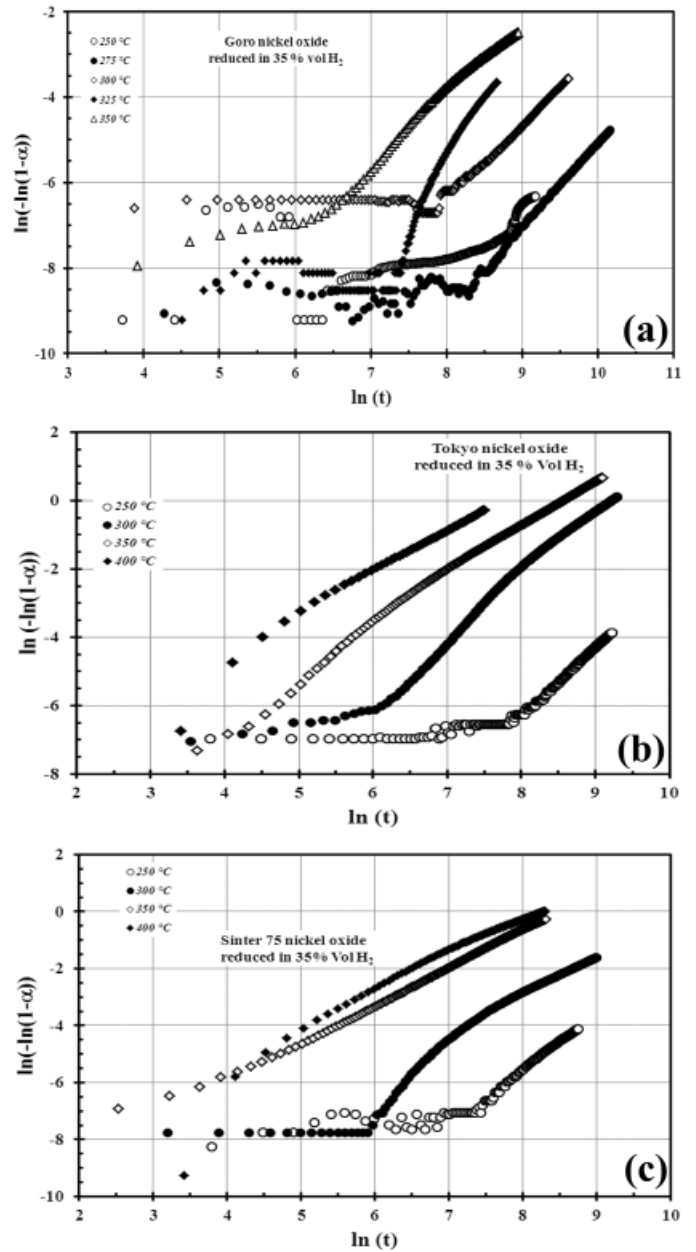 -2
-4
-6
-8
-10
ln(-ln(1-α))
250 °C
275 °C
300 °C
325 °C
350 °C
Goro nickel oxide
reduced in 35 % vol H₂
(a)
3 4 5 6 7 8 9 10 11
ln (t)
2
0
-2
-4
-6
-8
ln (-ln(1-α))
Tokyo nickel oxide
reduced in 35 % Vol H₂
250 °C
300 °C
350 °C
400 °C
(b)
2 3 4 5 6 7 8 9 10
ln (t)
2
0
-2
-4
-6
-8
-10
ln(-ln(1-α))
250 °C
300 °C
350 °C
400 °C
Sinter 75 nickel oxide
reduced in 35% Vol H₂
(c)
2 3 4 5 6 7 8 9 10
ln (t)